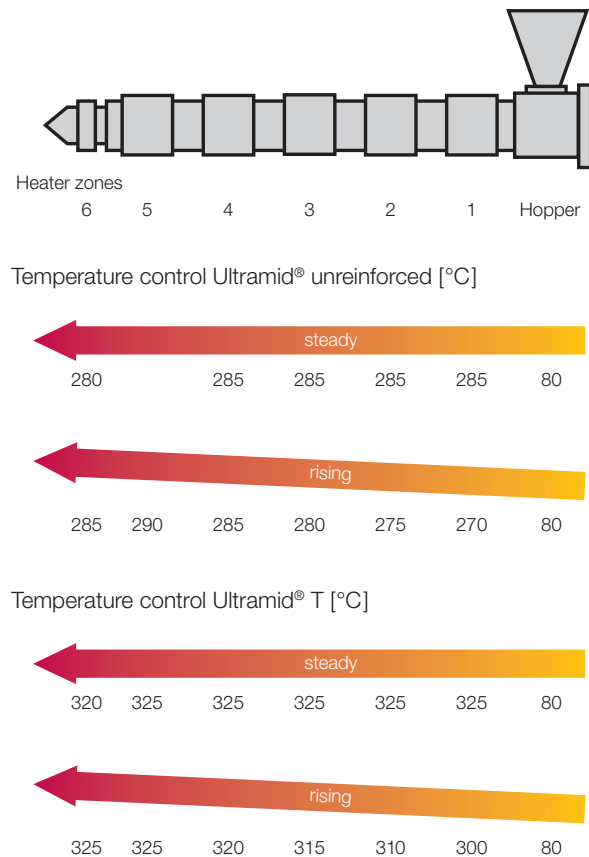 Heater zones
6 5 4 3 2 1 Hopper
Temperature control Ultramid® unreinforced [°C]
steady
280 285 285 285 285 80
rising
285 290 285 280 275 270 80
Temperature control Ultramid® T [°C]
steady
320 325 325 325 325 325 80
rising
325 325 320 315 310 300 80